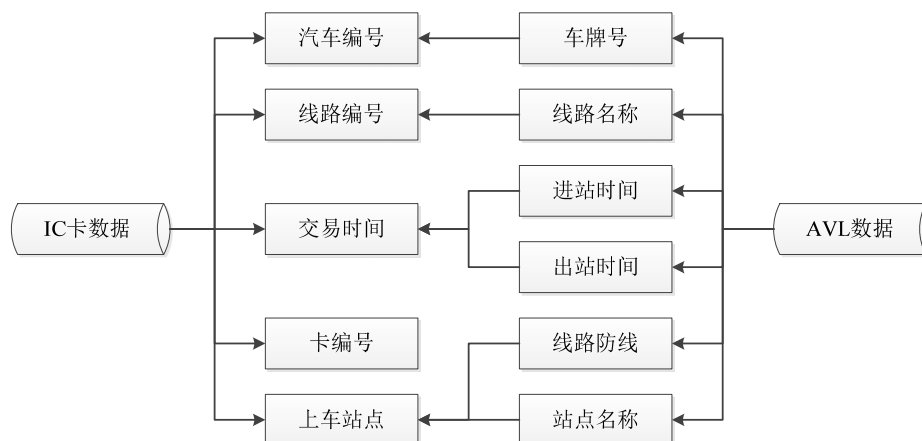 汽车编号
车牌号
线路编号
线路名称
进站时间
IC卡数据
交易时间
AVL数据
出站时间
卡编号
线路防线
上车站点
站点名称